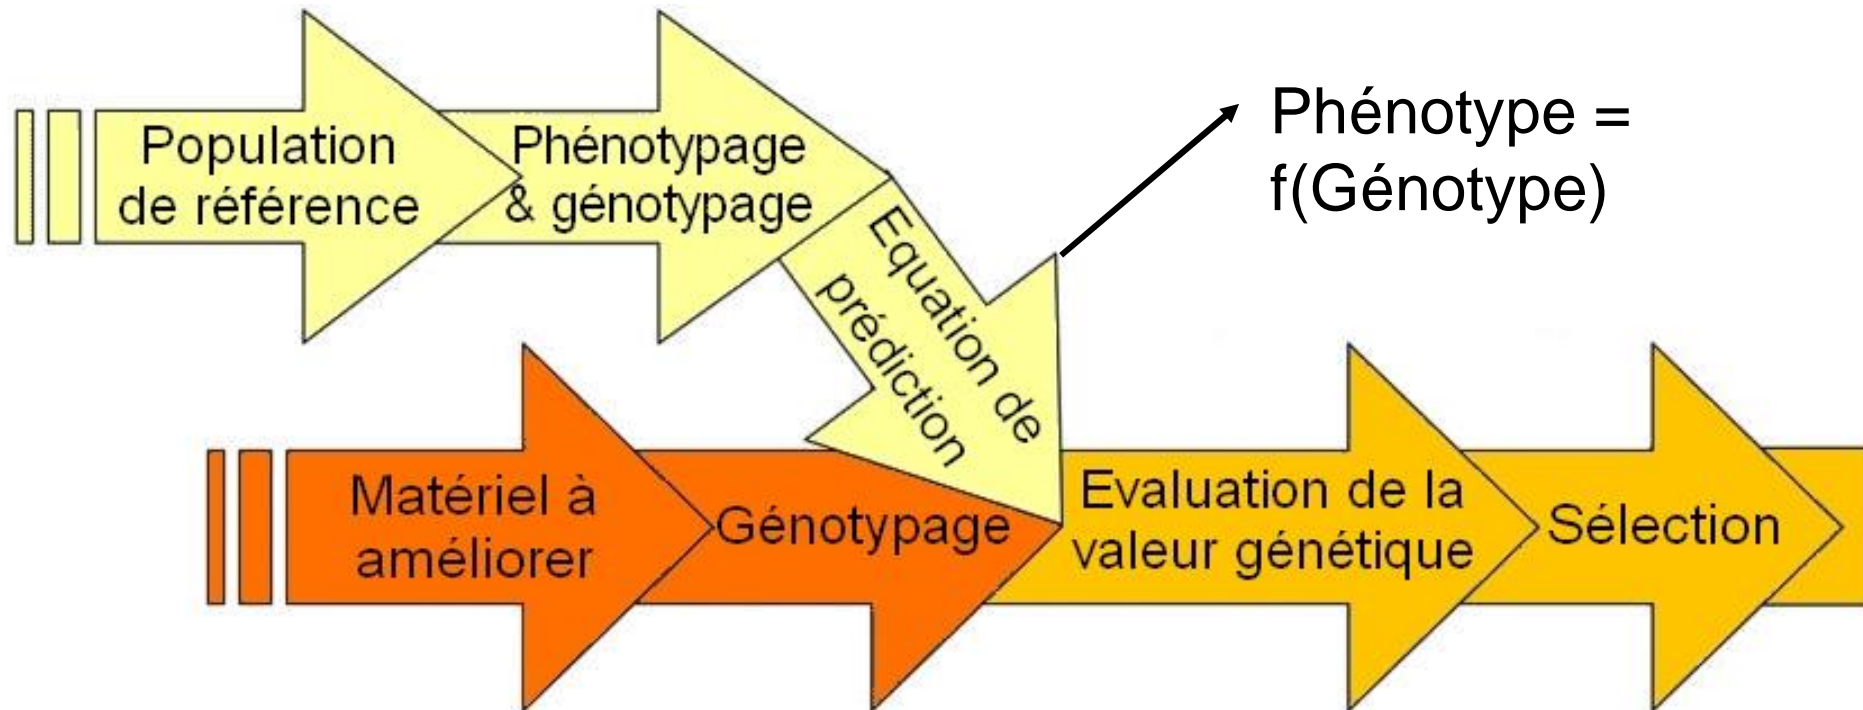 Population
de référence
Phénotypage
& génotypage
Equation de
prédiction
Phénotype =
f(Génotype)
Matériel à
améliorer
Génotypage
Evaluation de la
valeur génétique
Sélection